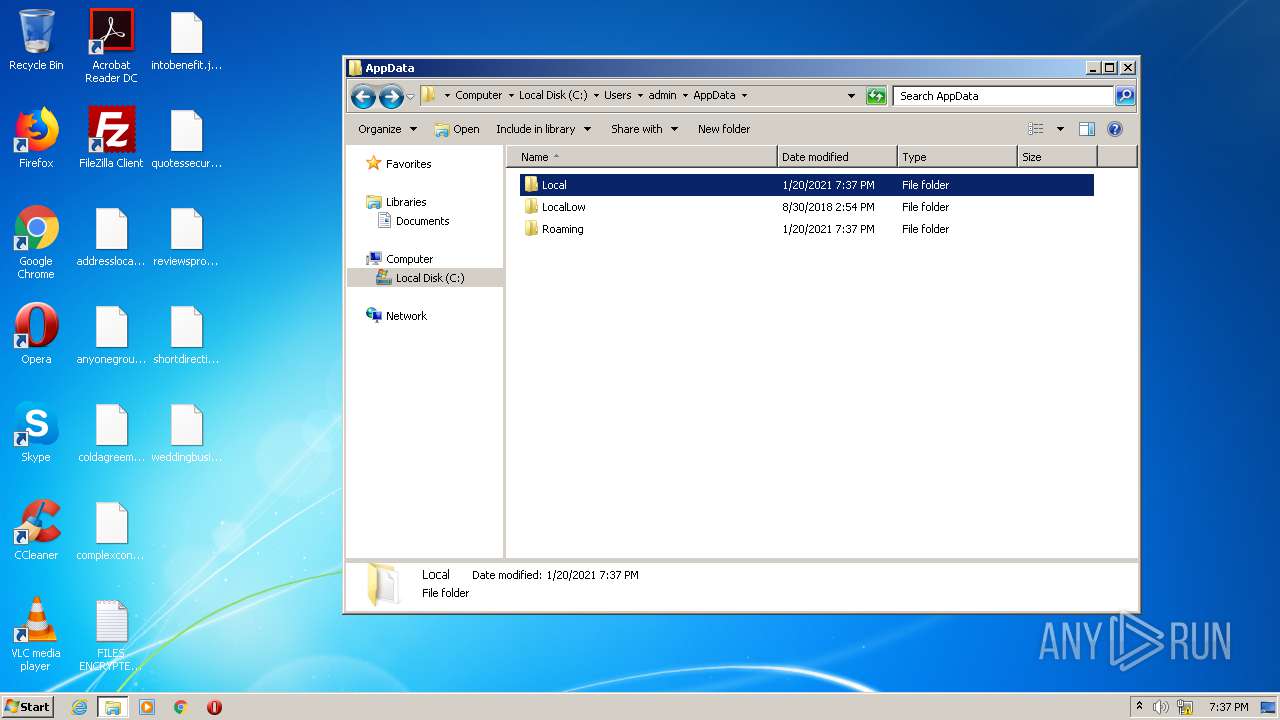 Recycle Bin
Acrobat
Reader DC
intobenefit.j...
Firefox
FileZilla Client
quotessecur...
Google
Chrome
addressloca...
reviewspro...
Opera
anyonegrou...
shortdirecti...
Skype
coldagreem...
weddingbusi...
CCleaner
complexcon...
VLC media
player
FILES
ENCRYPTE...
AppData
Computer
Local Disk (C:)
Users
admin
AppData
Search AppData
Organize
Open
Include in library
Share with
New folder
Favorites
Libraries
Documents
Computer
Local Disk (C:)
Network
Name Date modified Type Size
Local 1/20/2021 7:37 PM File folder
LocalLow 8/30/2018 2:54 PM File folder
Roaming 1/20/2021 7:37 PM File folder
Local Date modified: 1/20/2021 7:37 PM
File folder
ANY RUN
Start
7:37 PM